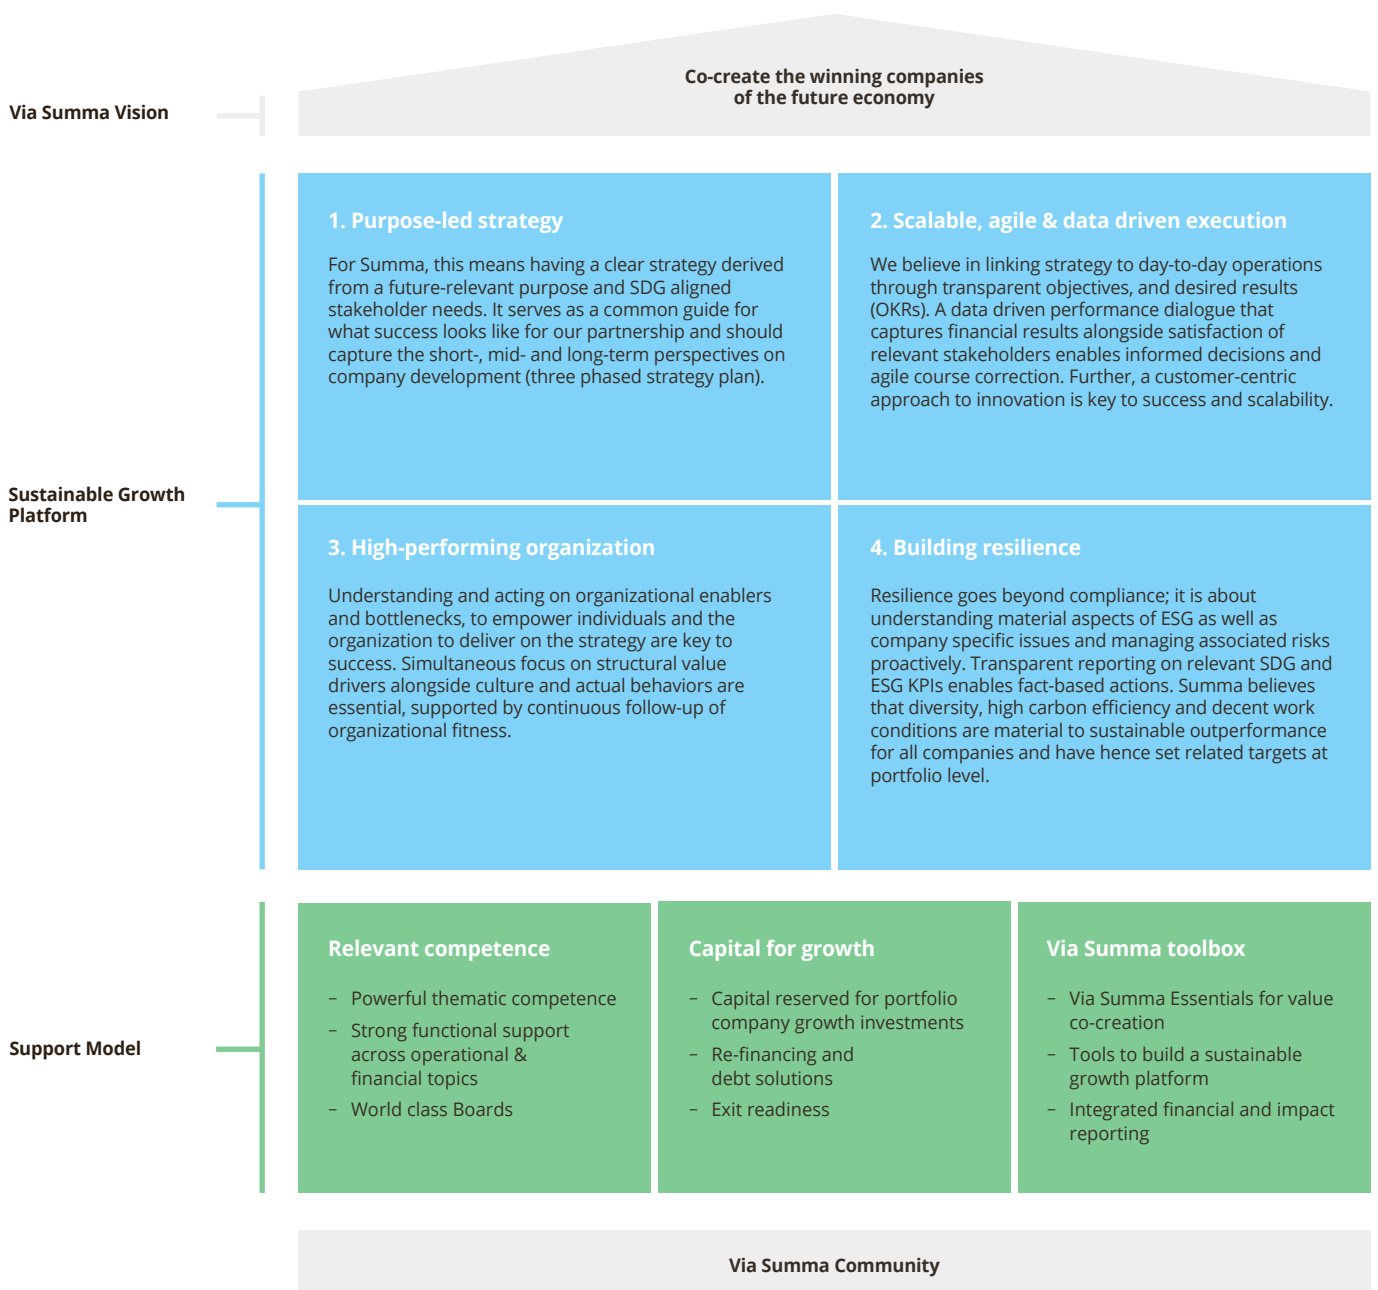 Co-create the winning companies
of the future economy
Via Summa Vision
1. Purpose-led strategy
For Summa, this means having a clear strategy derived
from a future-relevant purpose and SDG aligned
stakeholder needs. It serves as a common guide for
what success looks like for our partnership and should
capture the short-, mid- and long-term perspectives on
company development (three phased strategy plan).
2. Scalable, agile & data driven execution
We believe in linking strategy to day-to-day operations
through transparent objectives, and desired results
(OKRs). A data driven performance dialogue that
captures financial results alongside satisfaction of
relevant stakeholders enables informed decisions and
agile course correction. Further, a customer-centric
approach to innovation is key to success and scalability.
Sustainable Growth
Platform
3. High-performing organization
Understanding and acting on organizational enablers
and bottlenecks, to empower individuals and the
organization to deliver on the strategy are key to
success. Simultaneous focus on structural value
drivers alongside culture and actual behaviors are
essential, supported by continuous follow-up of
organizational fitness.
4. Building resilience
Resilience goes beyond compliance; it is about
understanding material aspects of ESG as well as
company specific issues and managing associated risks
proactively. Transparent reporting on relevant SDG and
ESG KPIs enables fact-based actions. Summa believes
that diversity, high carbon efficiency and decent work
conditions are material to sustainable outperformance
for all companies and have hence set related targets at
portfolio level.
Support Model
Relevant competence
– Powerful thematic competence
– Strong functional support
across operational &
financial topics
– World class Boards
Capital for growth
– Capital reserved for portfolio
company growth investments
– Re-financing and
debt solutions
– Exit readiness
Via Summa toolbox
– Via Summa Essentials for value
co-creation
– Tools to build a sustainable
growth platform
– Integrated financial and impact
reporting
Via Summa Community